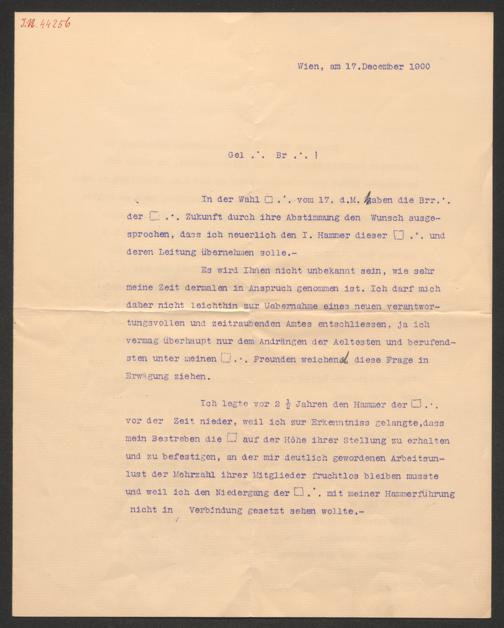 J.N. 44256
Wien, am 17.December 1900
Gel .·. Br .·. !
In der Wahl □ .·. vom 17. d.M. haben die Brr.·.
der □ .·. Zukunft durch ihre Abstimmung den Wunsch ausge-
sprochen, dass ich neuerlich den I. Hammer dieser □ .·. und
deren Leitung übernehmen solle.-
Es wird Ihnen nicht unbekannt sein, wie sehr
meine Zeit dermalen in Anspruch genommen ist. Ich darf mich
daher nicht leichthin zur Uebernahme eines neuen verantwor-
tungsvollen und zeitraubenden Amtes entschliessen, ja ich
vermag überhaupt nur dem Andrängen der Aeltesten und berufend-
sten unter meinen □ .·. Freunden weichend diese Frage in
Erwägung ziehen.
Ich legte vor 2 ½ Jahren den Hammer der □ .·.
vor der Zeit nieder, weil ich zur Erkenntniss gelangte,dass
mein Bestreben die □ auf der Höhe ihrer Stellung zu erhalten
und zu befestigen, an der mir deutlich gewordenen Arbeitsun-
lust der Mehrzahl ihrer Mitglieder fruchtlos bleiben musste
und weil ich den Niedergang der □ .·. mit meiner Hammerführung
nicht in Verbindung gesetzt sehen wollte.-